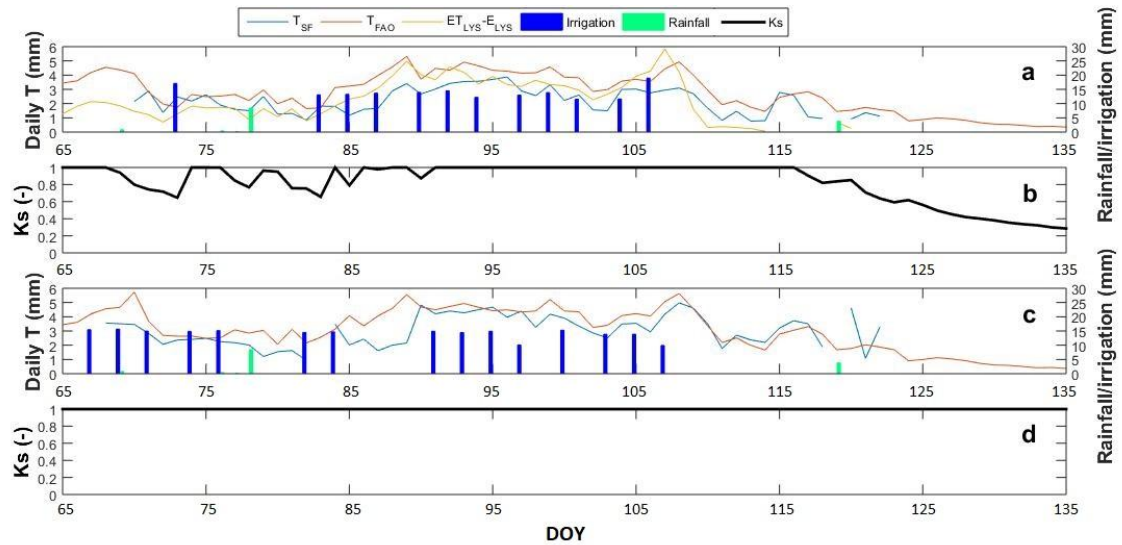 T_SF T_FAO ET_LYS-E_LYS Irrigation Rainfall Ks
Daily T (mm)
6
5
4
3
2
1
0
a
30
25
20
15
10
5
0
65 75 85 95 105 115 125 135
Ks (-)
1
0.8
0.6
0.4
0.2
0
b
65 75 85 95 105 115 125 135
Rainfall/irrigation (mm)
Daily T (mm)
6
5
4
3
2
1
0
c
30
25
20
15
10
5
0
65 75 85 95 105 115 125 135
Ks (-)
1
0.8
0.6
0.4
0.2
0
d
65 75 85 95 105 115 125 135
Rainfall/irrigation (mm)
DOY